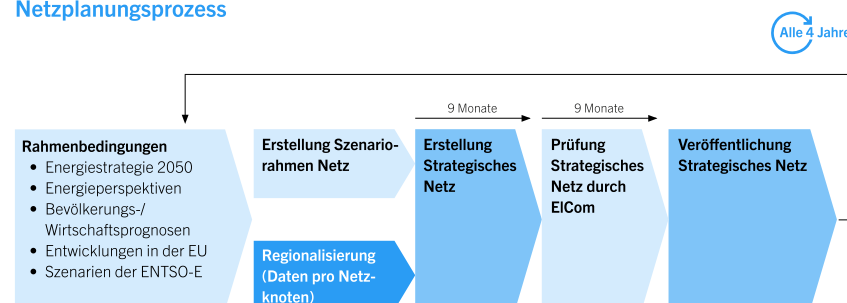 Netzplanungsprozess
Alle 4 Jahre
9 Monate
9 Monate
Rahmenbedingungen
• Energiestrategie 2050
• Energieperspektiven
• Bevölkerungs-/
Wirtschaftsprognosen
• Entwicklungen in der EU
• Szenarien der ENTSO-E
Erstellung Szenario-
rahmen Netz
Regionalisierung
(Daten pro Netz-
knoten)
Erstellung
Strategisches
Netz
Prüfung
Strategisches
Netz durch
ElCom
Veröffentlichung
Strategisches Netz